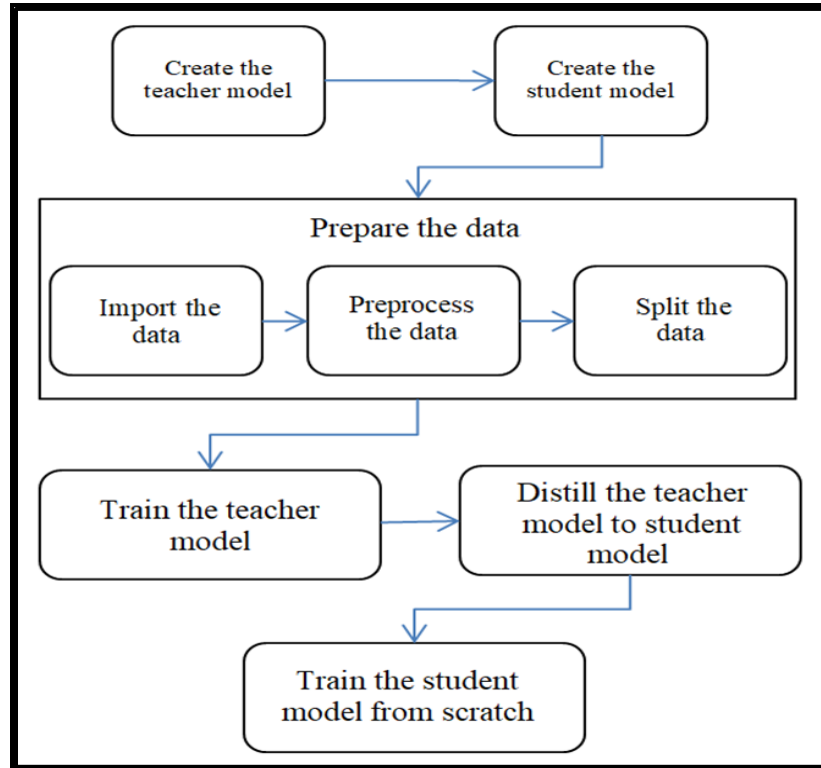 Create the
teacher model
Create the
student model
Prepare the data
Import the
data
Preprocess
the data
Split the
data
Train the teacher
model
Distill the teacher
model to student
model
Train the student
model from scratch